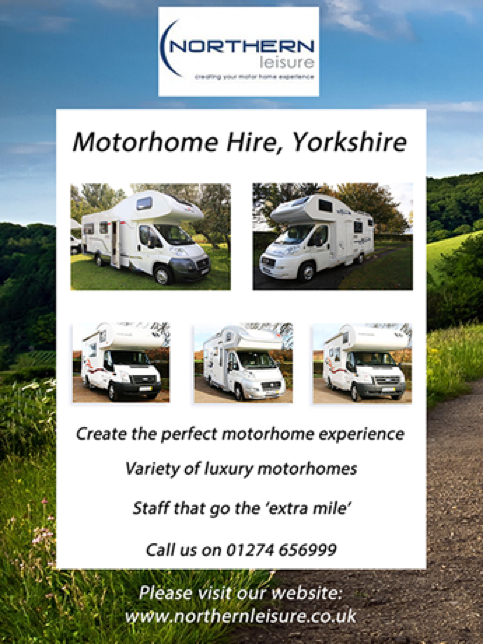 NORTHERN
leisure
creating your motor home experience
Motorhome Hire, Yorkshire
Create the perfect motorhome experience
Variety of luxury motorhomes
Staff that go the ‘extra mile’
Call us on 01274 656999
Please visit our website:
www.northernleisure.co.uk